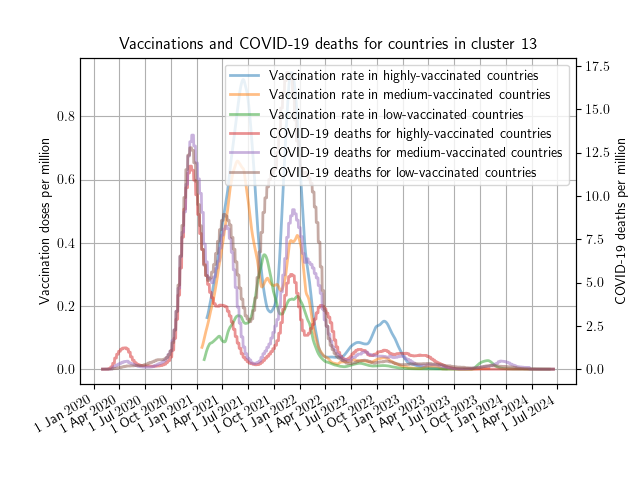 Vaccinations and COVID-19 deaths for countries in cluster 13
Vaccination rate in highly-vaccinated countries
Vaccination rate in medium-vaccinated countries
Vaccination rate in low-vaccinated countries
COVID-19 deaths for highly-vaccinated countries
COVID-19 deaths for medium-vaccinated countries
COVID-19 deaths for low-vaccinated countries
Vaccination doses per million
0.8
0.6
0.4
0.2
0.0
17.5
15.0
12.5
10.0
7.5
5.0
2.5
0.0
COVID-19 deaths per million
1 Jan 2020
1 Apr 2020
1 Jul 2020
1 Oct 2020
1 Jan 2021
1 Apr 2021
1 Jul 2021
1 Oct 2021
1 Jan 2022
1 Apr 2022
1 Jul 2022
1 Oct 2022
1 Jan 2023
1 Apr 2023
1 Jul 2023
1 Oct 2023
1 Jan 2024
1 Apr 2024
1 Jul 2024